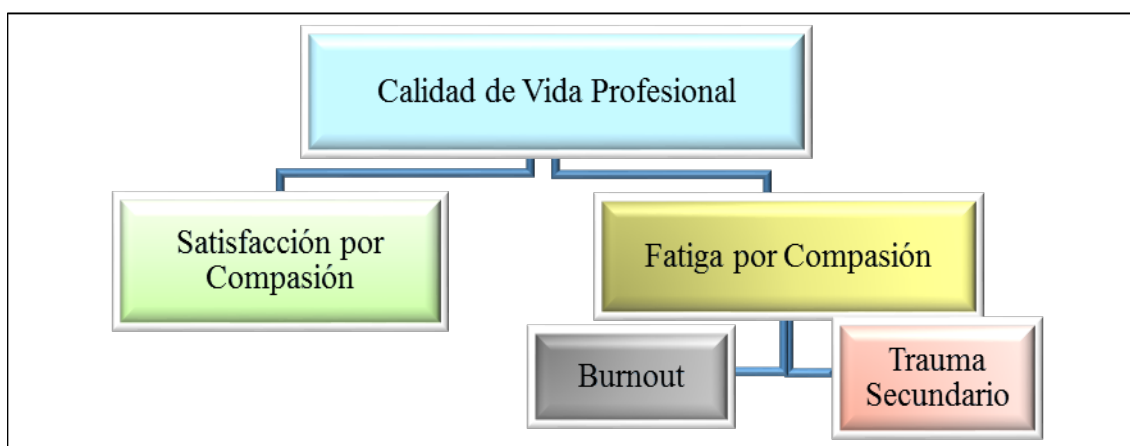 Calidad de Vida Profesional
Satisfacción por
Compasión
Fatiga por Compasión
Burnout
Trauma
Secundario